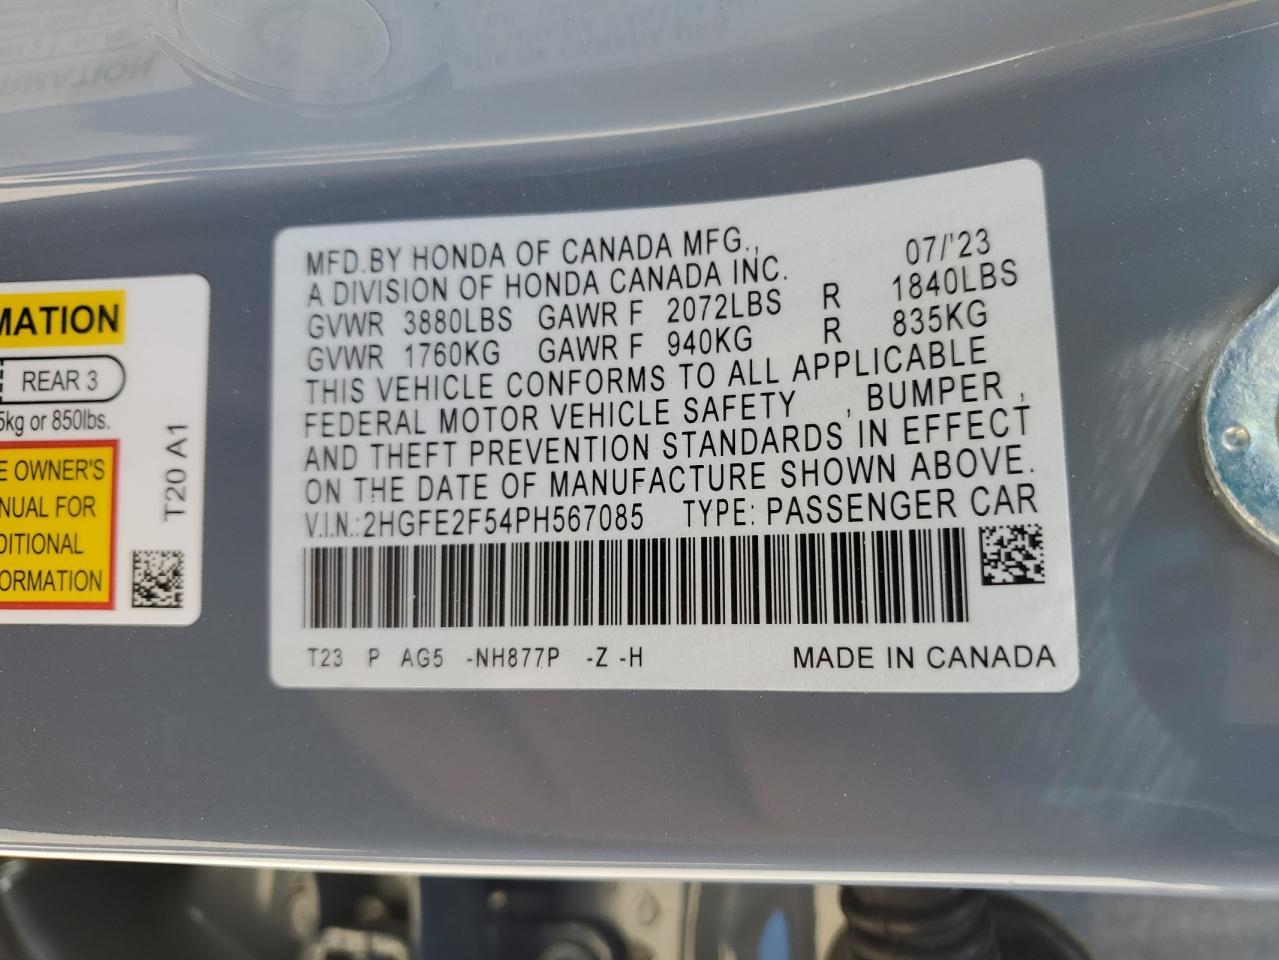 MATION
REAR 3
5kg or 850lbs.
E OWNER'S
NUAL FOR
DITIONAL
ORMATION
T20 A1
MFD.BY HONDA OF CANADA MFG., 07/'23
A DIVISION OF HONDA CANADA INC.
GVWR 3880LBS GAWR F 2072LBS R 1840LBS
GVWR 1760KG GAWR F 940KG R 835KG
THIS VEHICLE CONFORMS TO ALL APPLICABLE
FEDERAL MOTOR VEHICLE SAFETY , BUMPER ,
AND THEFT PREVENTION STANDARDS IN EFFECT
ON THE DATE OF MANUFACTURE SHOWN ABOVE.
V.I.N.:2HGFE2F54PH567085 TYPE: PASSENGER CAR
T23 P AG5 -NH877P -Z -H MADE IN CANADA